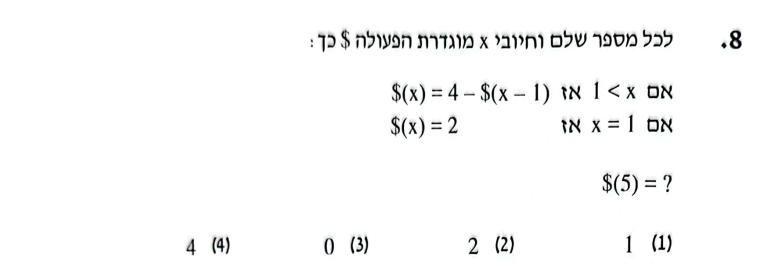 8. לכל מספר שלם וחיובי x מוגדרת הפעולה $ כך:
אם 1 < x אז $(x) = 4 – $(x – 1)
אם x = 1 אז $(x) = 2
$(5) = ?
(1) 1 (2) 2 (3) 0 (4) 4